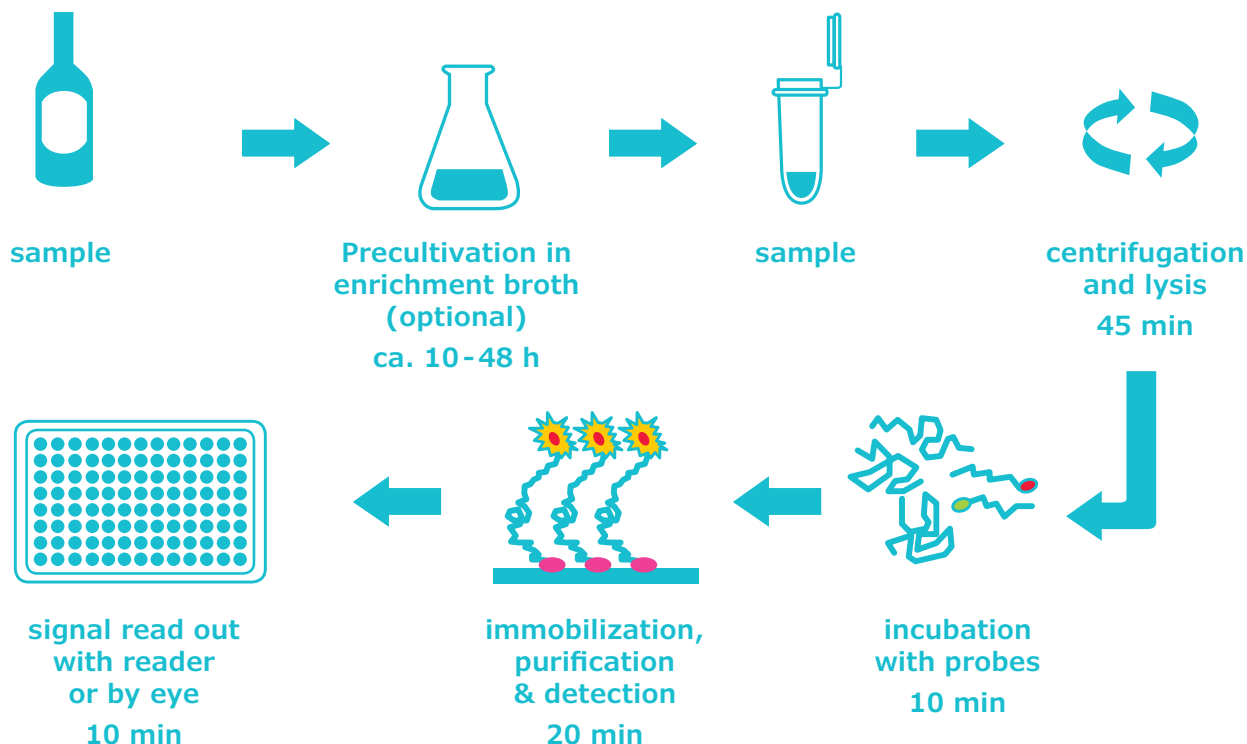 sample
Precultivation in
enrichment broth
(optional)
ca. 10-48 h
sample
centrifugation
and lysis
45 min
signal read out
with reader
or by eye
10 min
immobilization,
purification
& detection
20 min
incubation
with probes
10 min